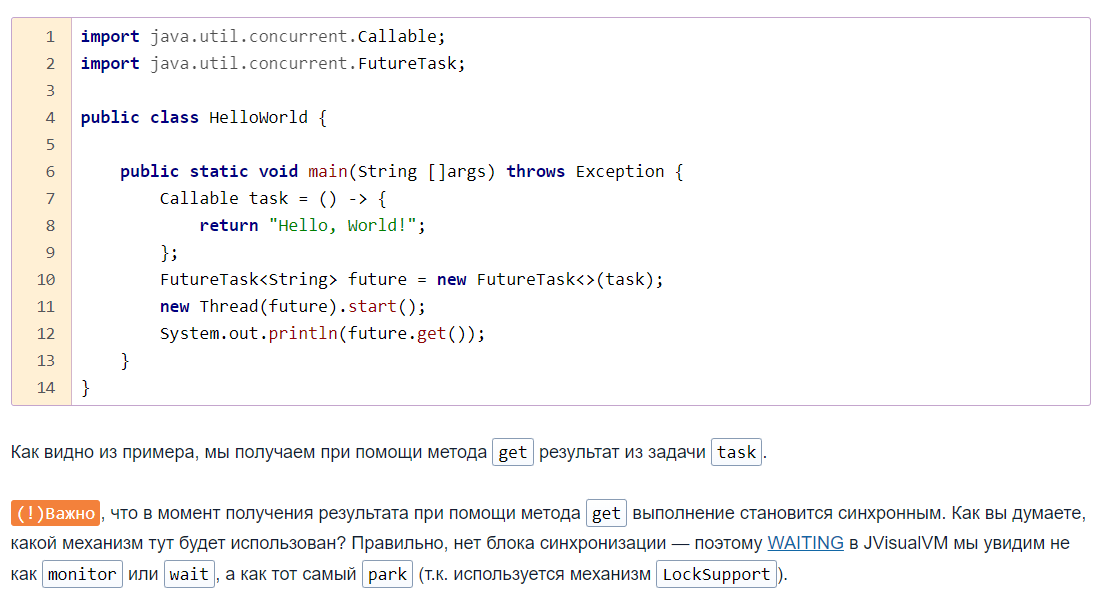 1 import java.util.concurrent.Callable;
2 import java.util.concurrent.FutureTask;
3
4 public class HelloWorld {
5
6     public static void main(String []args) throws Exception {
7         Callable task = () -> {
8             return "Hello, World!";
9         };
10         FutureTask<String> future = new FutureTask<>(task);
11         new Thread(future).start();
12         System.out.println(future.get());
13     }
14 }
Как видно из примера, мы получаем при помощи метода get результат из задачи task.
(!)Важно, что в момент получения результата при помощи метода get выполнение становится синхронным. Как вы думаете,
какой механизм тут будет использован? Правильно, нет блока синхронизации — поэтому WAITING в JVisualVM мы увидим не
как monitor или wait, а как тот самый park (т.к. используется механизм LockSupport).